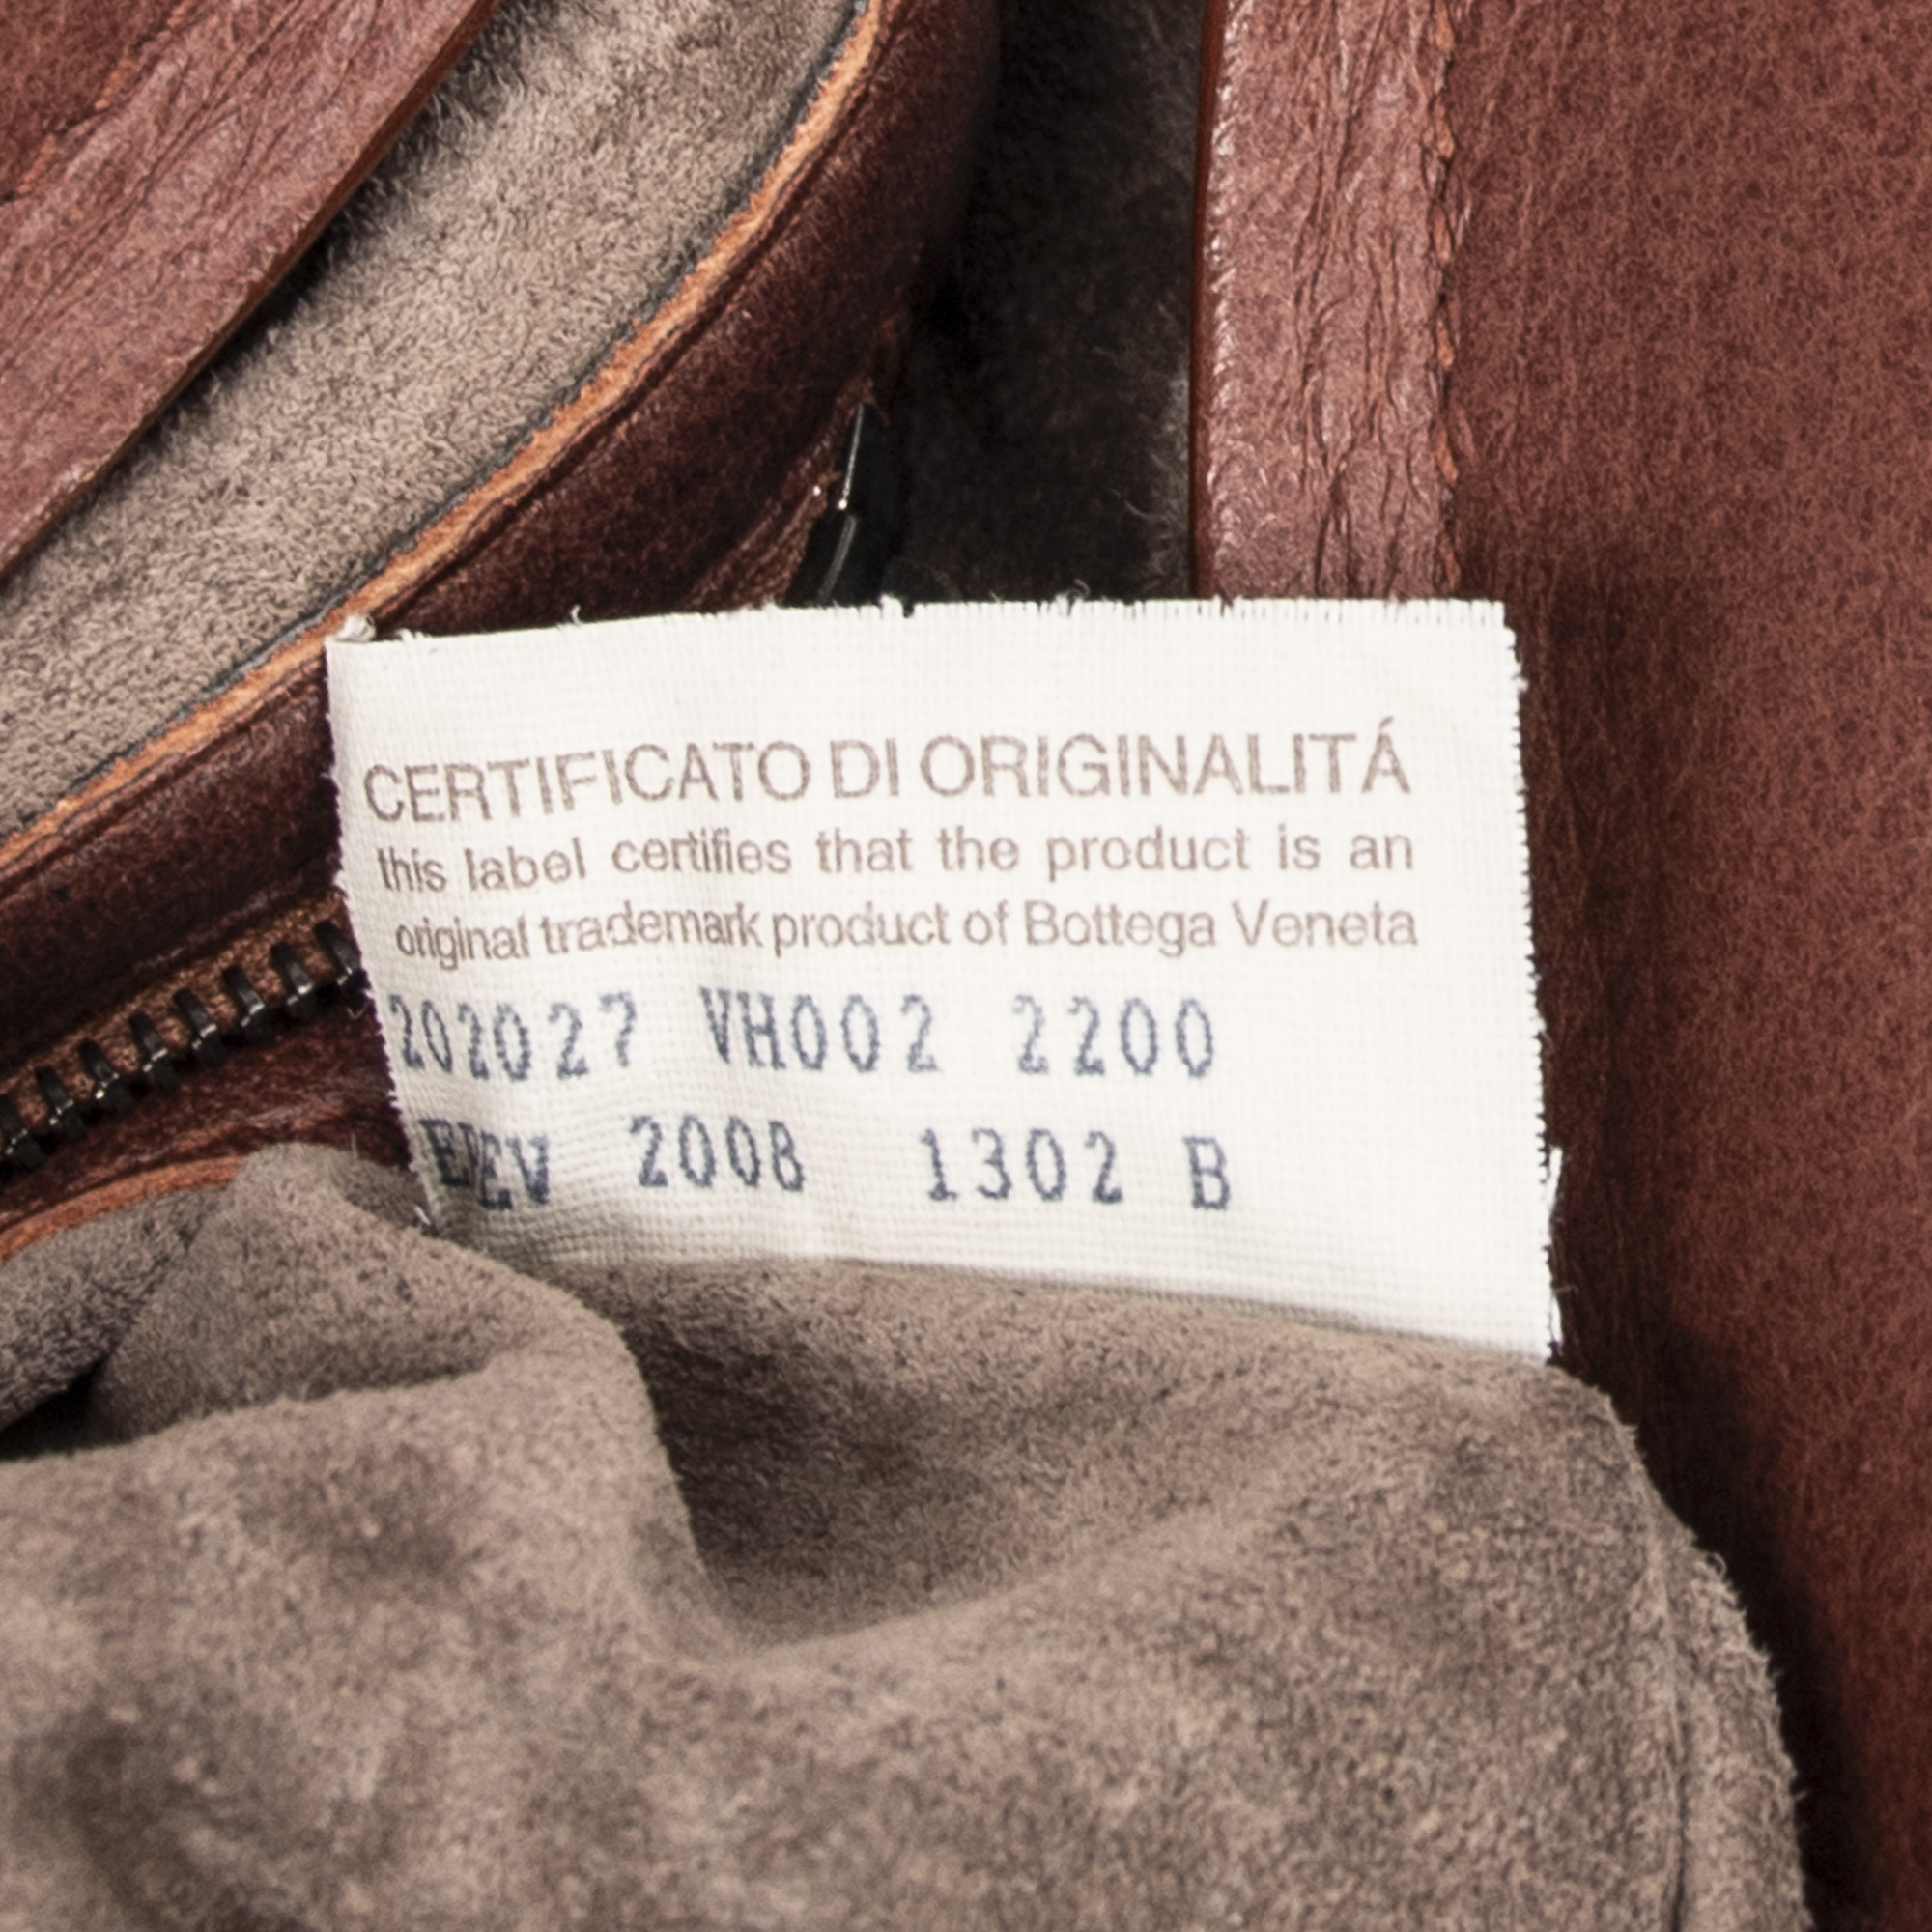 CERTIFICATO DI ORIGINALITÁ
this label certifies that the product is an
original trademark product of Bottega Veneta
202027 VH002 2200
2008 1302 B